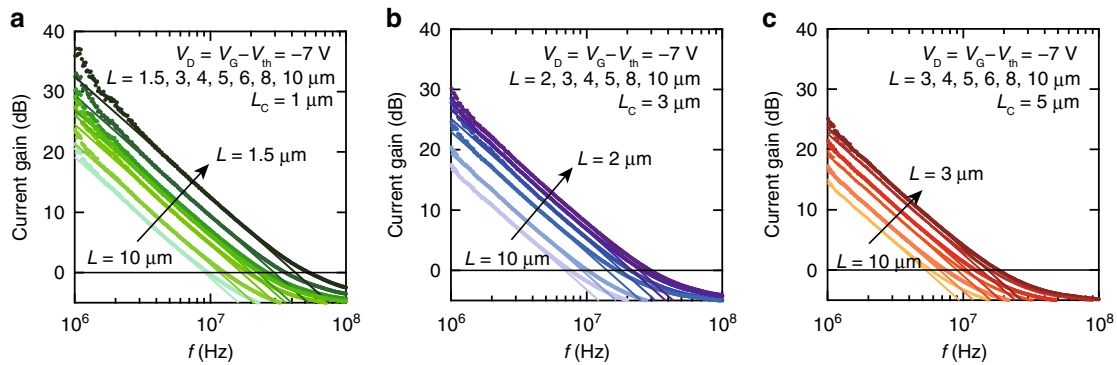 a
40
30
20
10
0
Current gain (dB)
V_D = V_G–V_th = –7 V
L = 1.5, 3, 4, 5, 6, 8, 10 μm
L_C = 1 μm
L = 1.5 μm
L = 10 μm
10^6
10^7
10^8
f (Hz)
b
40
30
20
10
0
Current gain (dB)
V_D = V_G–V_th = –7 V
L = 2, 3, 4, 5, 8, 10 μm
L_C = 3 μm
L = 2 μm
L = 10 μm
10^6
10^7
10^8
f (Hz)
c
40
30
20
10
0
Current gain (dB)
V_D = V_G–V_th = –7 V
L = 3, 4, 5, 6, 8, 10 μm
L_C = 5 μm
L = 3 μm
L = 10 μm
10^6
10^7
10^8
f (Hz)